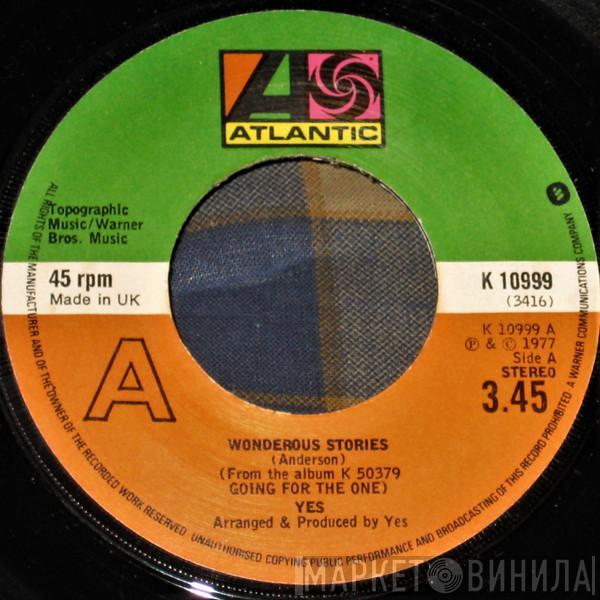 ATLANTIC
Topographic
Music/Warner
Bros. Music
45 rpm
Made in UK
K 10999
(3416)
K 10999 A
Ⓟ & © 1977
Side A
STEREO
3.45
A
WONDEROUS STORIES
(Anderson)
(From the album K 50379
GOING FOR THE ONE)
YES
Arranged & Produced by Yes
ALL RIGHTS OF THE MANUFACTURER AND OF THE OWNER OF THE RECORDED WORK RESERVED. UNAUTHORISED COPYING PUBLIC PERFORMANCE AND BROADCASTING OF THIS RECORD PROHIBITED. A WARNER COMMUNICATIONS COMPANY
МАРКЕТ ВИНИЛА